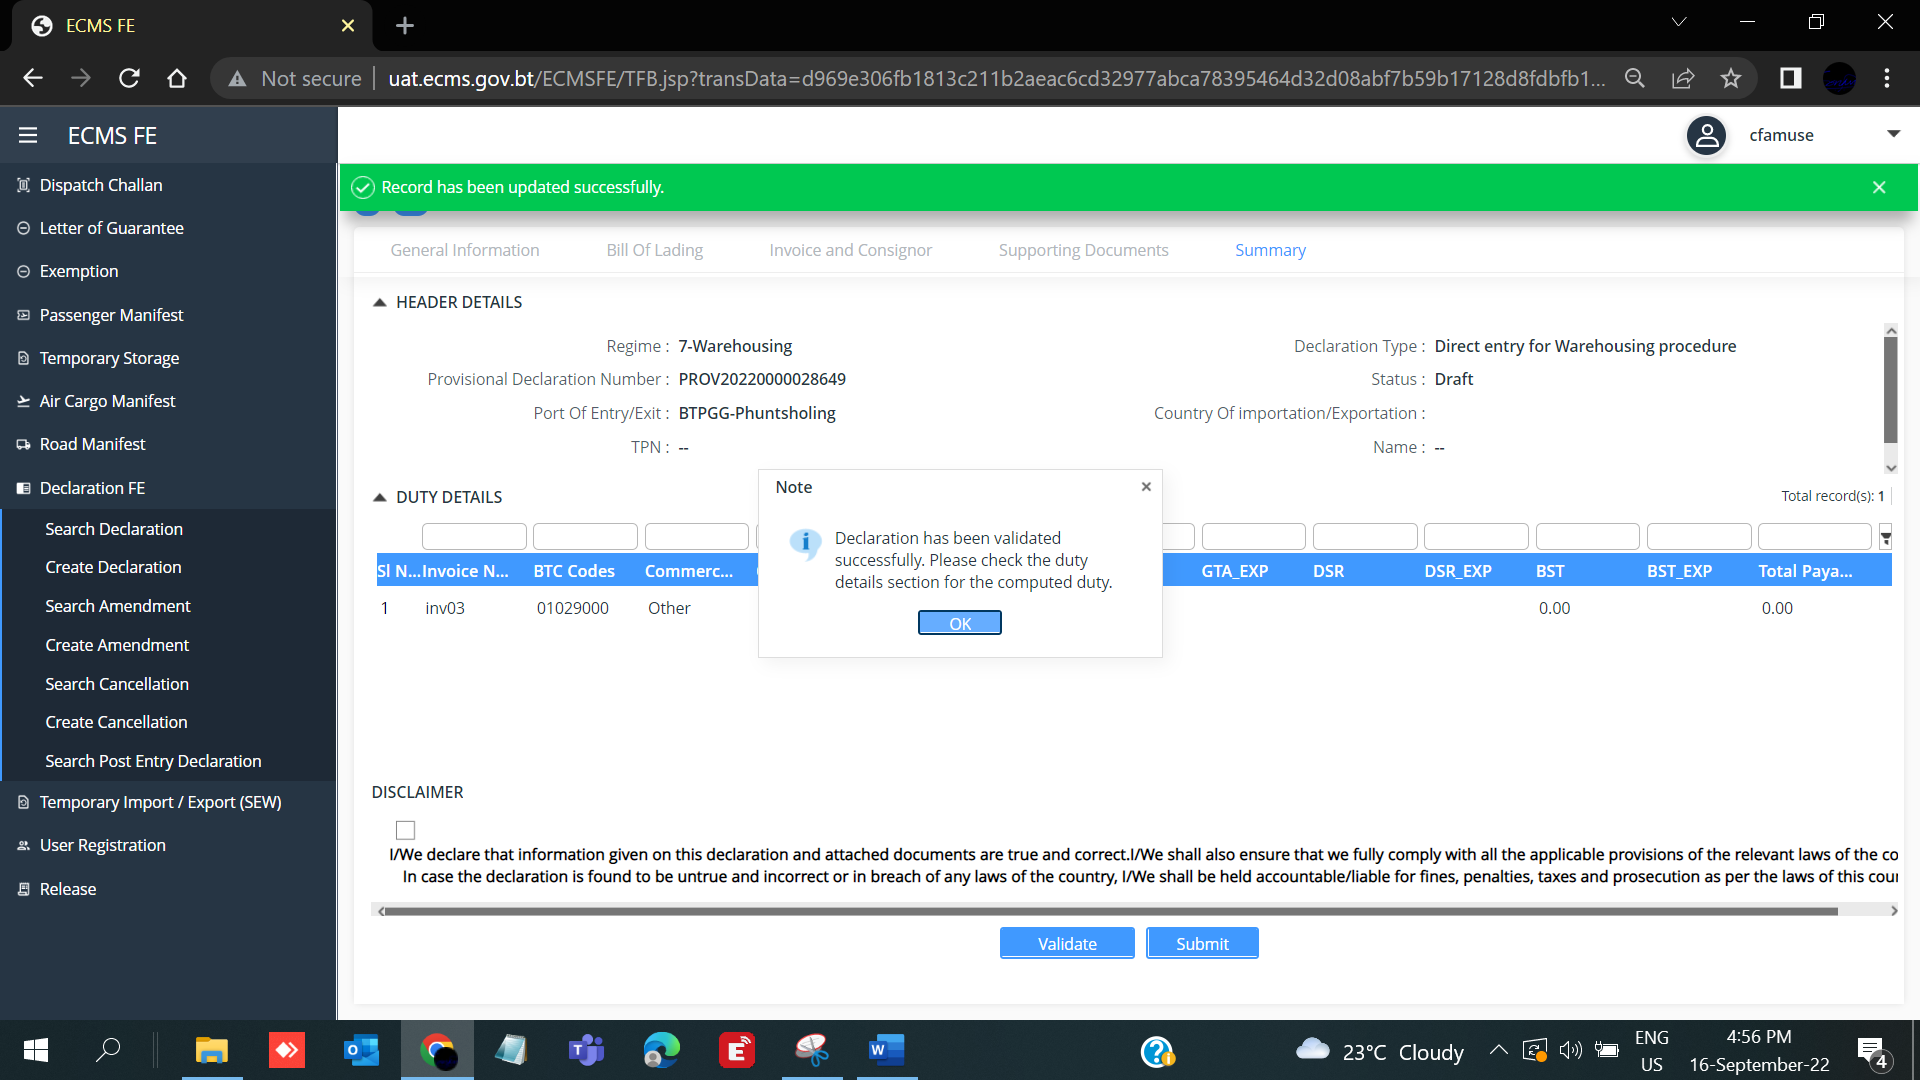 ECMS FE
Not secure
uat.ecms.gov.bt/ECMSFE/TFB.jsp?transData=d969e306fb1813c211b2aeac6cd32977abca78395464d32d08abf7b59b17128d8fdbfb1...
ECMS FE
cfamuse
Record has been updated successfully.
Dispatch Challan
Letter of Guarantee
Exemption
Passenger Manifest
Temporary Storage
Air Cargo Manifest
Road Manifest
Declaration FE
Search Declaration
Create Declaration
Search Amendment
Create Amendment
Search Cancellation
Create Cancellation
Search Post Entry Declaration
Temporary Import / Export (SEW)
User Registration
Release
General Information Bill Of Lading Invoice and Consignor Supporting Documents Summary
HEADER DETAILS
Regime : 7-Warehousing Declaration Type : Direct entry for Warehousing procedure
Provisional Declaration Number : PROV20220000028649 Status : Draft
Port Of Entry/Exit : BTPGG-Phuntsholing Country Of importation/Exportation :
TPN : -- Name : --
DUTY DETAILS
Total record(s): 1
Sl N... Invoice N... BTC Codes Commerc... GTA_EXP DSR DSR_EXP BST BST_EXP Total Paya...
1 inv03 01029000 Other 0.00 0.00
Note
Declaration has been validated
successfully. Please check the duty
details section for the computed duty.
OK
DISCLAIMER
I/We declare that information given on this declaration and attached documents are true and correct.I/We shall also ensure that we fully comply with all the applicable provisions of the relevant laws of the co
In case the declaration is found to be untrue and incorrect or in breach of any laws of the country, I/We shall be held accountable/liable for fines, penalties, taxes and prosecution as per the laws of this cou
Validate Submit
23°C Cloudy
ENG
US
4:56 PM
16-September-22
4